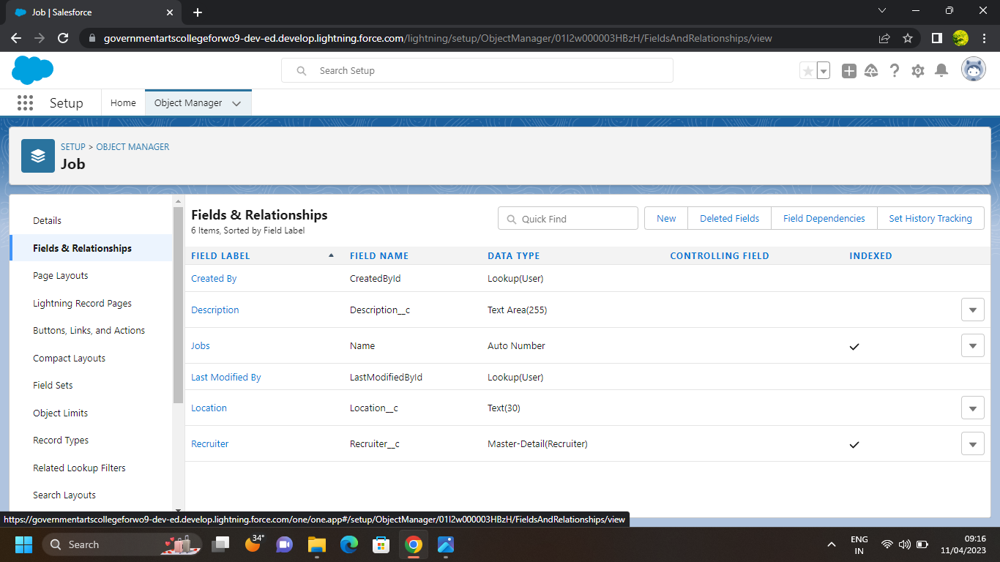 Job | Salesforce
governmentartscollegeforwo9-dev-ed.develop.lightning.force.com/lightning/setup/ObjectManager/01I2w000003HBzH/FieldsAndRelationships/view
Search Setup
Setup
Home
Object Manager
SETUP > OBJECT MANAGER
Job
Details
Fields & Relationships
Page Layouts
Lightning Record Pages
Buttons, Links, and Actions
Compact Layouts
Field Sets
Object Limits
Record Types
Related Lookup Filters
Search Layouts
Fields & Relationships
6 Items, Sorted by Field Label
Quick Find
New
Deleted Fields
Field Dependencies
Set History Tracking
FIELD LABEL FIELD NAME DATA TYPE CONTROLLING FIELD INDEXED
Created By CreatedById Lookup(User)
Description Description__c Text Area(255)
Jobs Name Auto Number
Last Modified By LastModifiedById Lookup(User)
Location Location__c Text(30)
Recruiter Recruiter__c Master-Detail(Recruiter)
https://governmentartscollegeforwo9-dev-ed.develop.lightning.force.com/one/one.app#/setup/ObjectManager/01I2w000003HBzH/FieldsAndRelationships/view
Search
34°
ENG
IN
09:16
11/04/2023